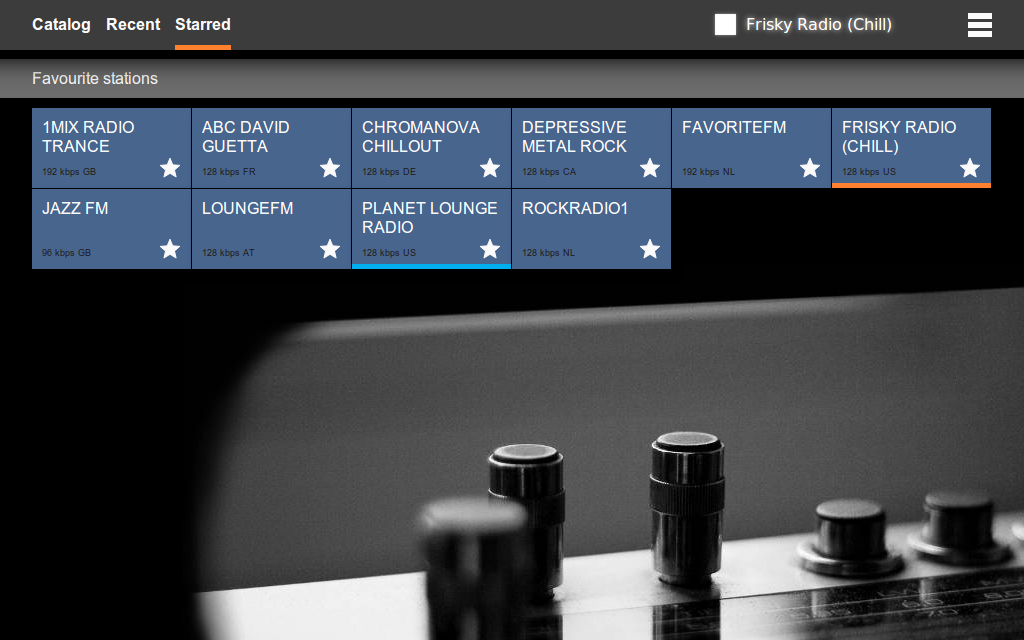 Catalog Recent Starred Frisky Radio (Chill)
Favourite stations
1MIX RADIO TRANCE
192 kbps GB
ABC DAVID GUETTA
128 kbps FR
CHROMANOVA CHILLOUT
128 kbps DE
DEPRESSIVE METAL ROCK
128 kbps CA
FAVORITEFM
192 kbps NL
FRISKY RADIO (CHILL)
128 kbps US
JAZZ FM
96 kbps GB
LOUNGEFM
128 kbps AT
PLANET LOUNGE RADIO
128 kbps US
ROCKRADIO1
128 kbps NL